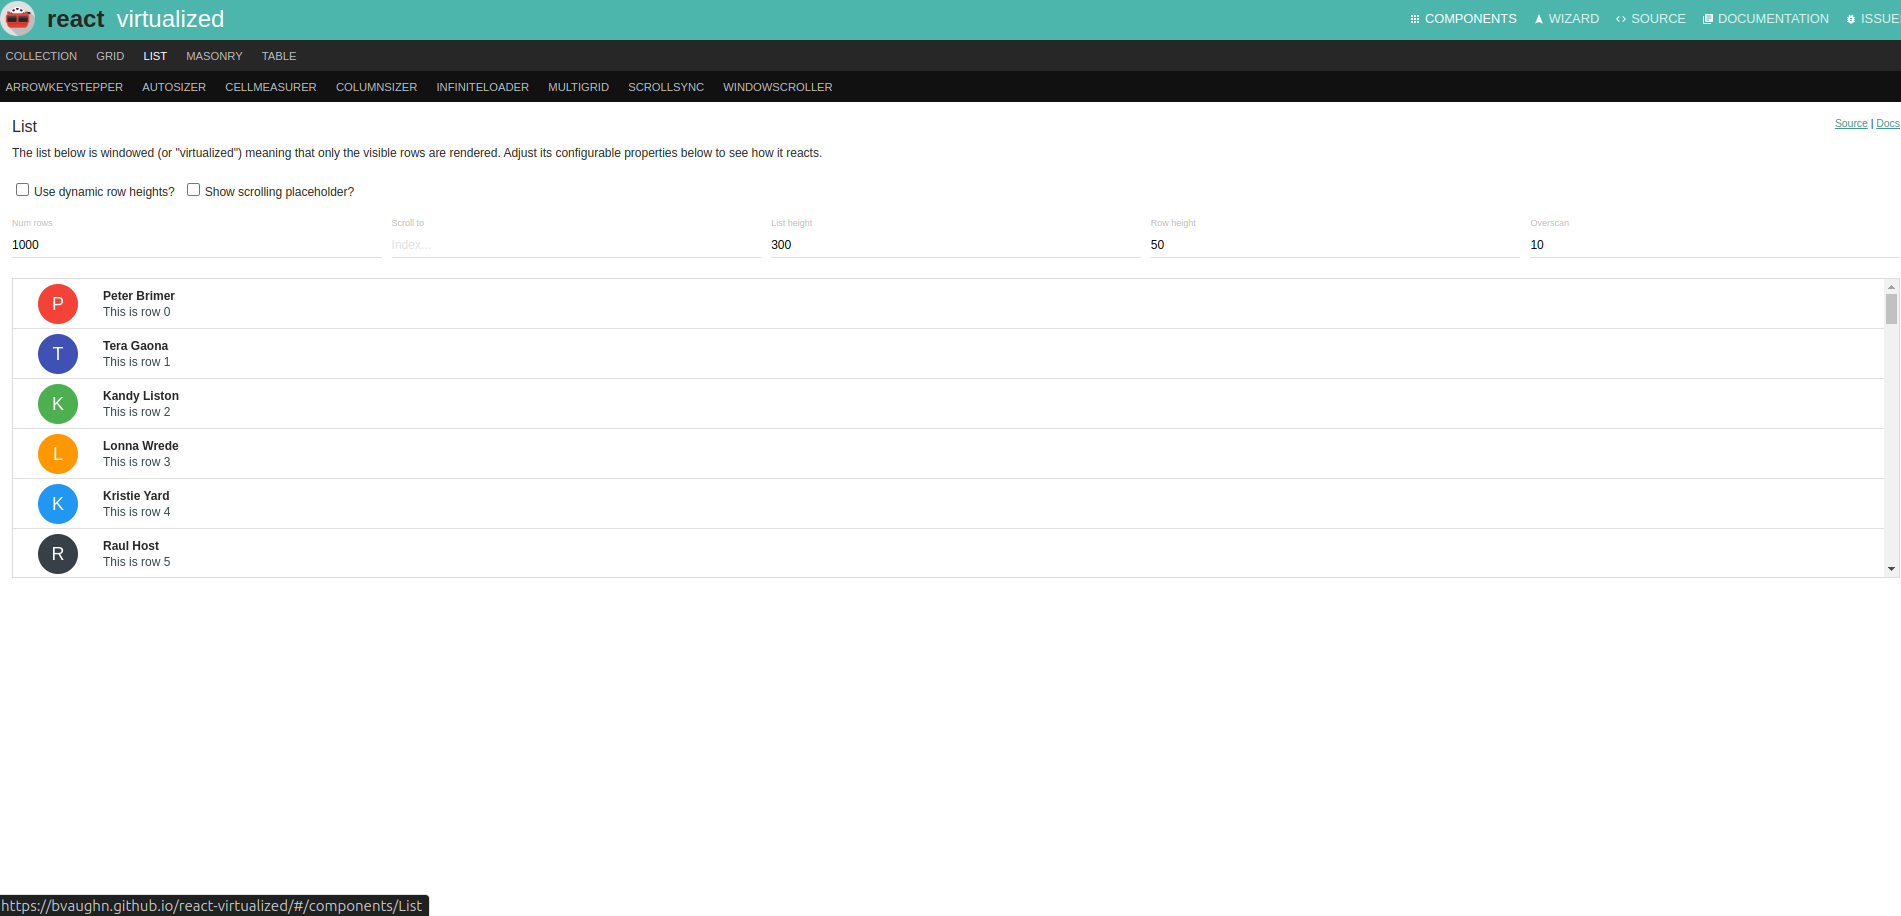 react virtualized COMPONENTS WIZARD SOURCE DOCUMENTATION ISSUE
COLLECTION GRID LIST MASONRY TABLE
ARROWKEYSTEPPER AUTOSIZER CELLMEASURER COLUMNSIZER INFINITELOADER MULTIGRID SCROLLSYNC WINDOWSCROLLER
List Source | Docs
The list below is windowed (or "virtualized") meaning that only the visible rows are rendered. Adjust its configurable properties below to see how it reacts.
Use dynamic row heights? Show scrolling placeholder?
Num rows Scroll to List height Row height Overscan
1000 Index... 300 50 10
P Peter Brimer
This is row 0
T Tera Gaona
This is row 1
K Kandy Liston
This is row 2
L Lonna Wrede
This is row 3
K Kristie Yard
This is row 4
R Raul Host
This is row 5
https://bvaughn.github.io/react-virtualized/#/components/List